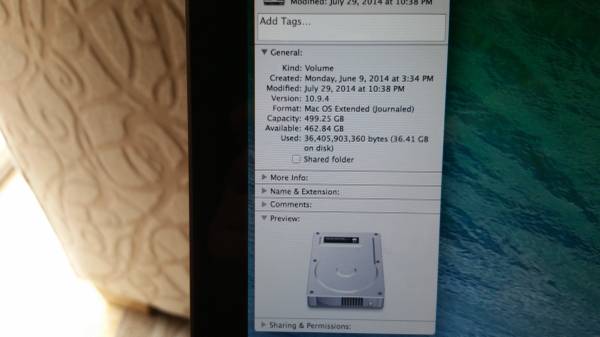 Modified: July 29, 2014 at 10:38 PM
Add Tags...
General:
Kind: Volume
Created: Monday, June 9, 2014 at 3:34 PM
Modified: July 29, 2014 at 10:38 PM
Version: 10.9.4
Format: Mac OS Extended (Journaled)
Capacity: 499.25 GB
Available: 462.84 GB
Used: 36,405,903,360 bytes (36.41 GB
on disk)
Shared folder
More Info:
Name & Extension:
Comments:
Preview:
Sharing & Permissions: